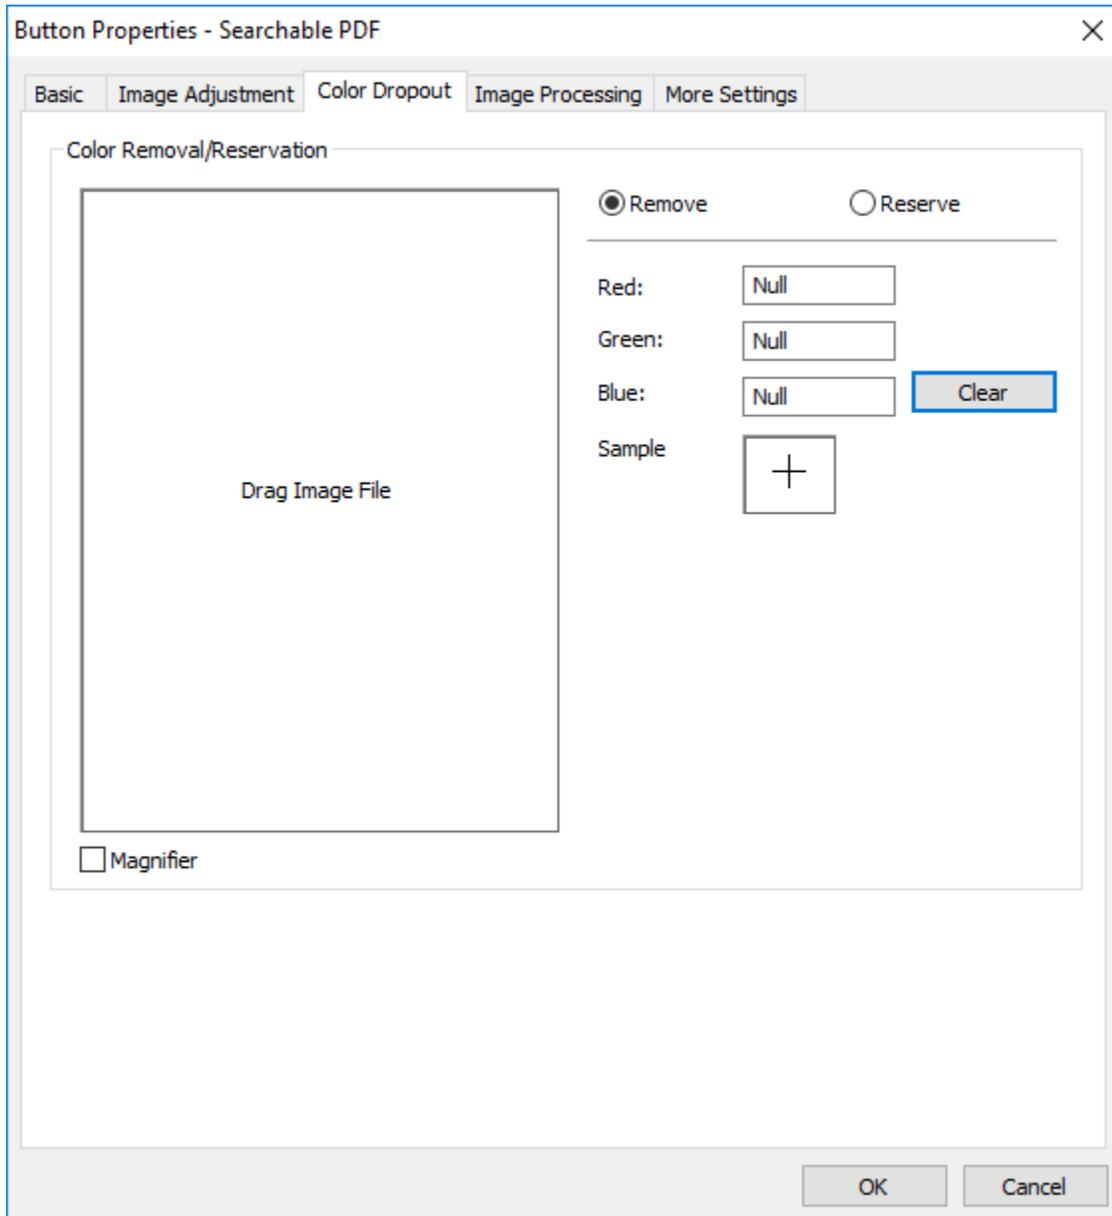 Button Properties - Searchable PDF
Basic Image Adjustment Color Dropout Image Processing More Settings
Color Removal/Reservation
Remove Reserve
Red: Null
Green: Null
Blue: Null Clear
Sample
Drag Image File
Magnifier
OK Cancel